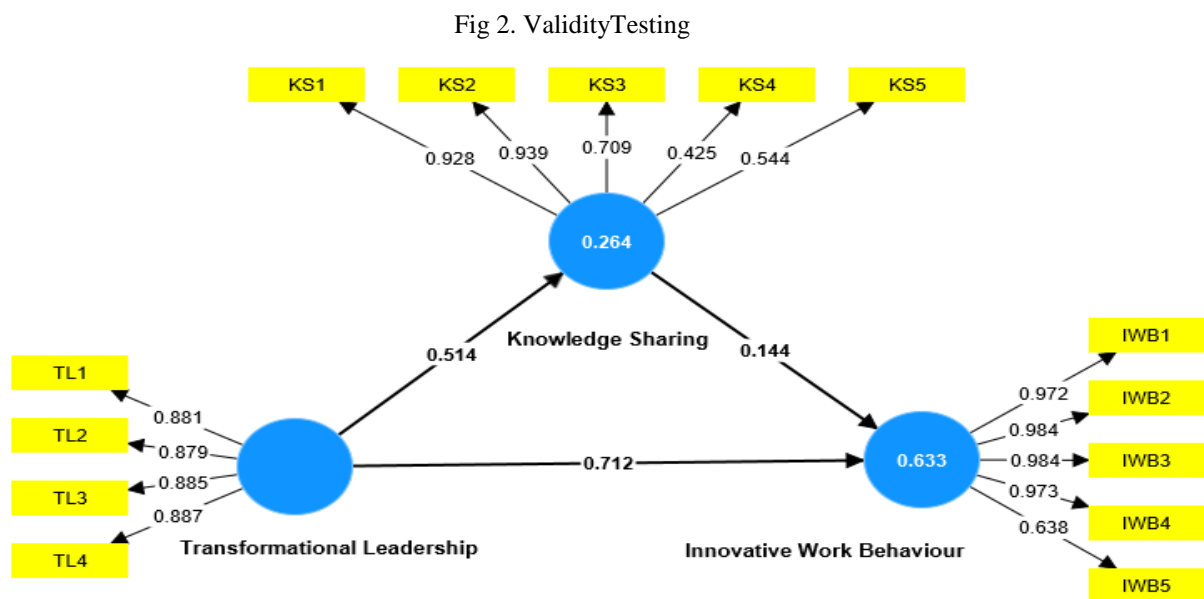 Fig 2. ValidityTesting
KS1 KS2 KS3 KS4 KS5
0.928 0.939 0.709 0.425 0.544
0.264
Knowledge Sharing
0.514 0.144
TL1
TL2
TL3
TL4
0.881
0.879
0.885
0.887
Transformational Leadership
0.712
0.633
Innovative Work Behaviour
0.972
0.984
0.984
0.973
0.638
IWB1
IWB2
IWB3
IWB4
IWB5